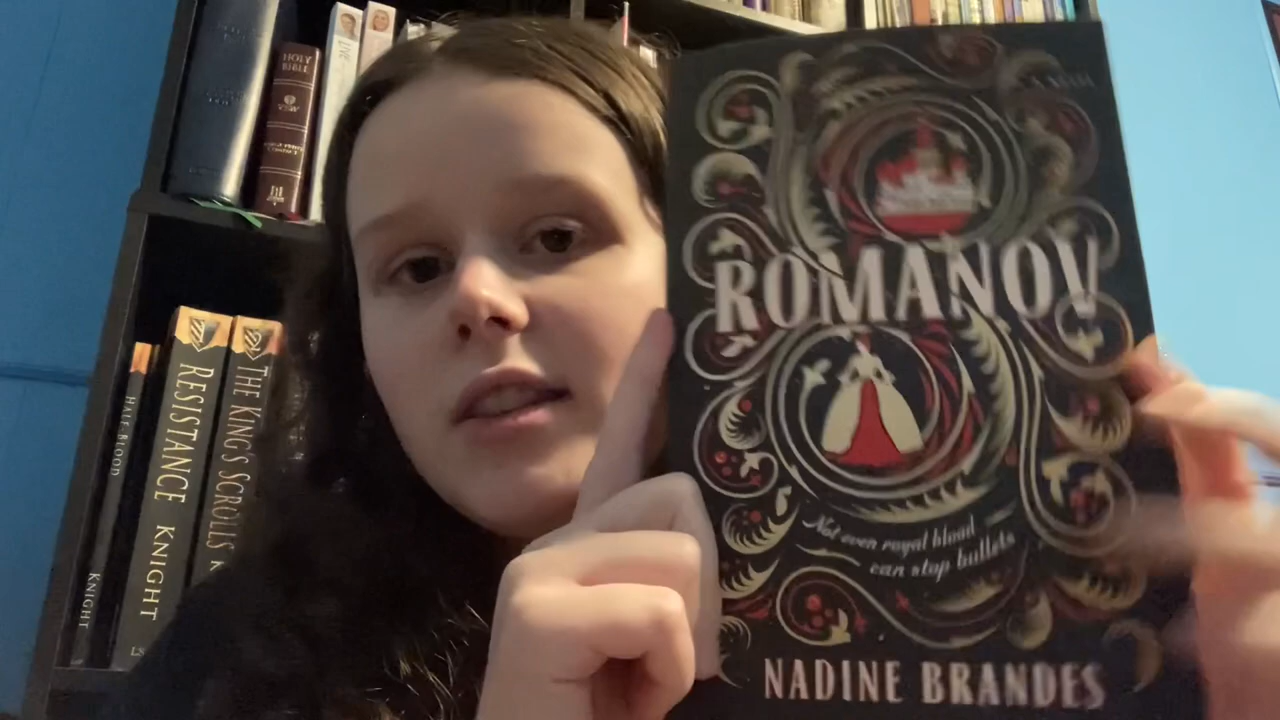 HOLY
BIBLE
LIVE
HALF-BLOOD
KNIGHT
RESISTANCE
KNIGHT
THE KING'S SCROLLS
ROMANOV
Not even royal blood
can stop bullets
NADINE BRANDES